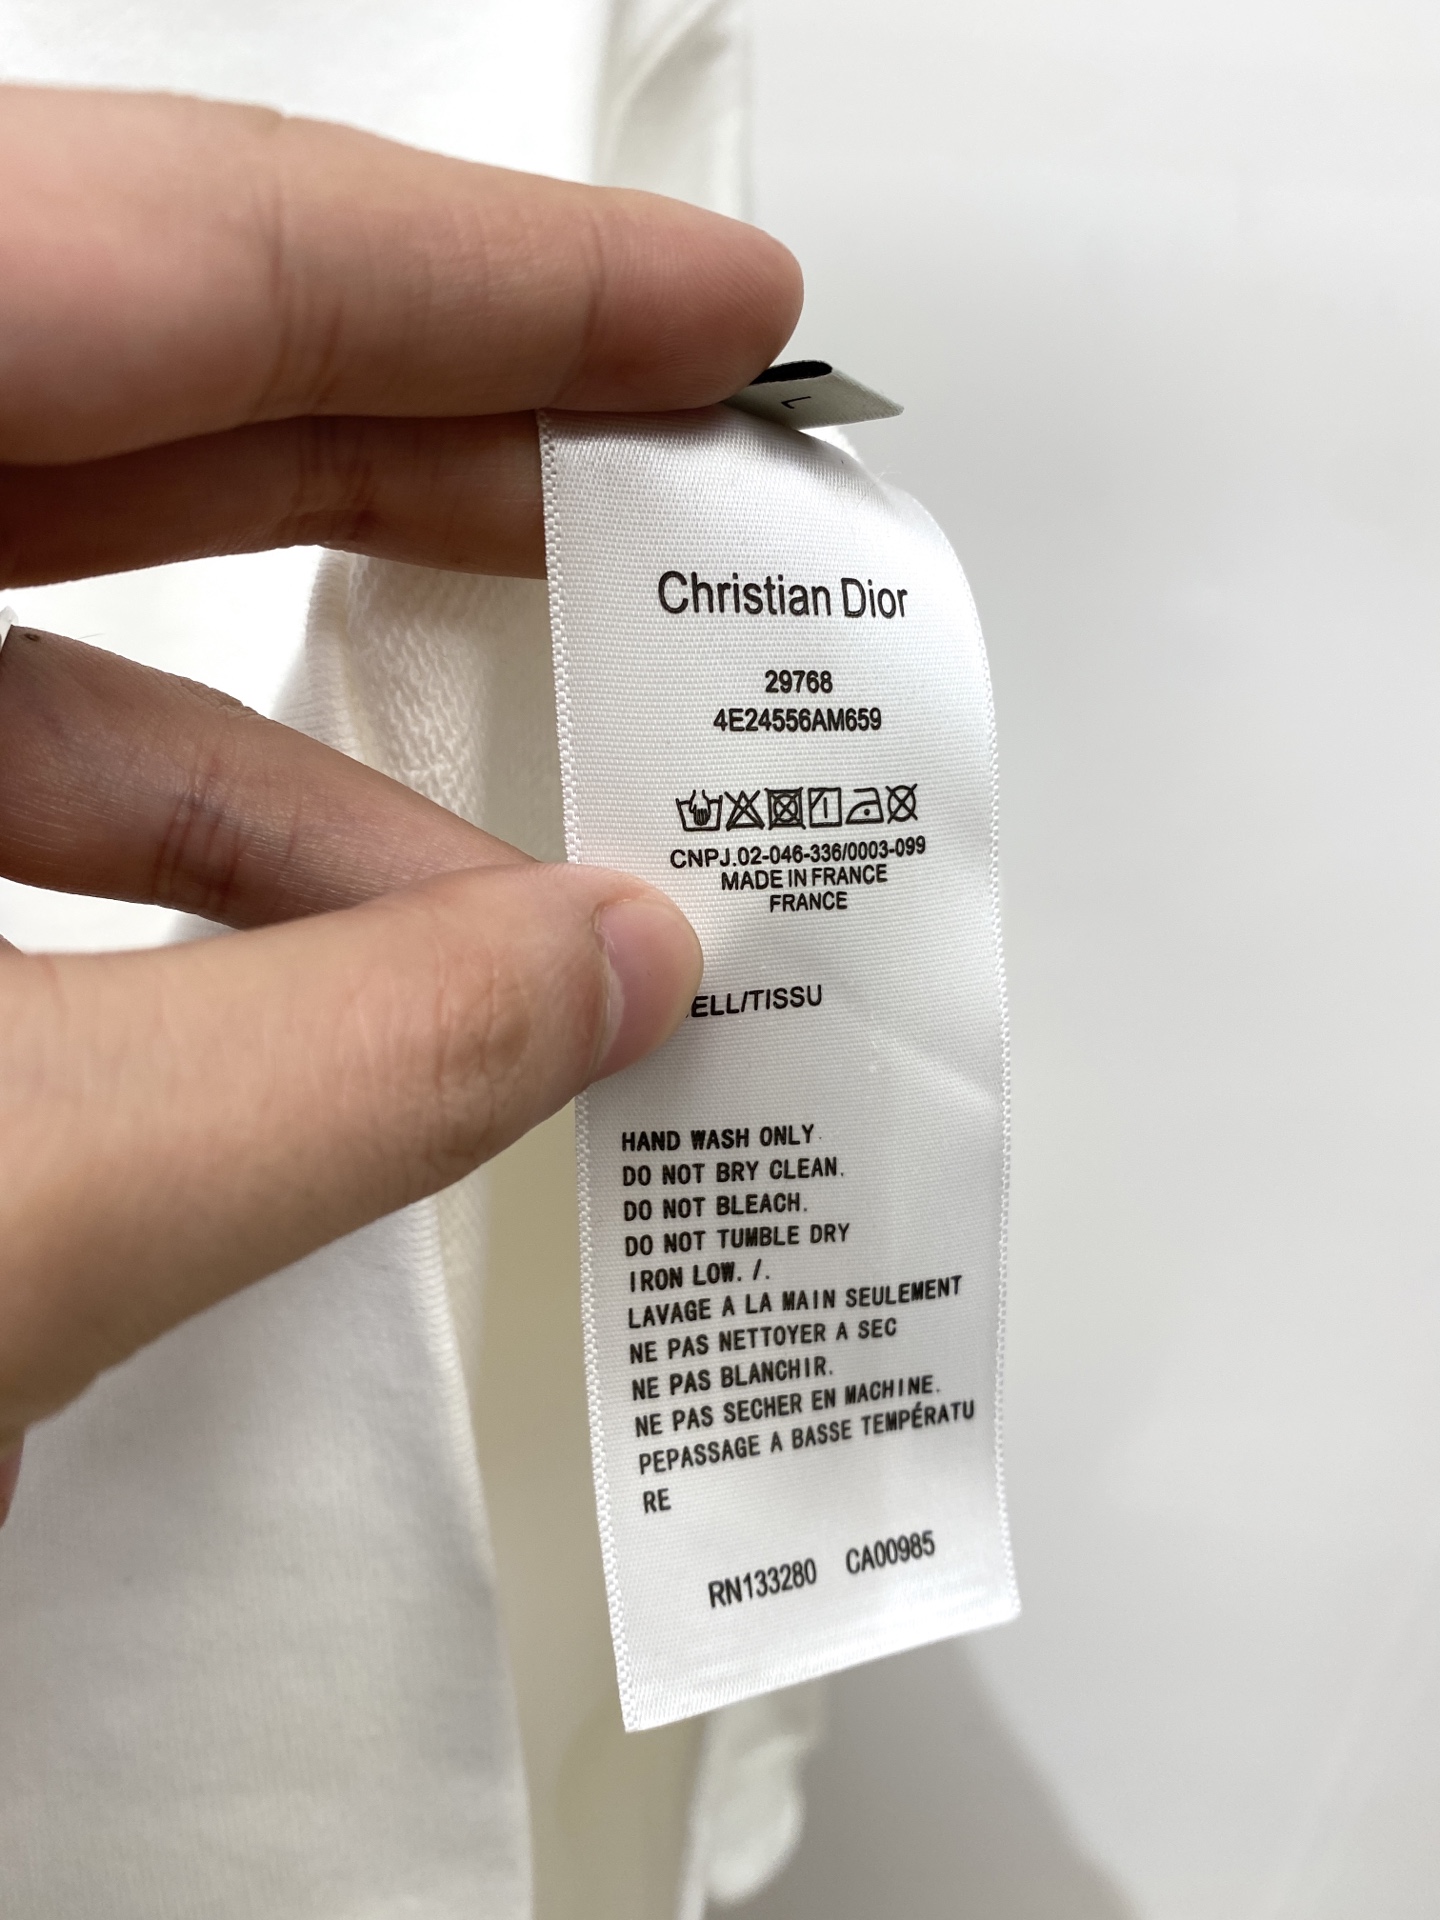 L
Christian Dior
29768
4E24556AM659
CNPJ.02-046-336/0003-099
MADE IN FRANCE
FRANCE
ELL/TISSU
HAND WASH ONLY
DO NOT BRY CLEAN.
DO NOT BLEACH.
DO NOT TUMBLE DRY
IRON LOW. /.
LAVAGE A LA MAIN SEULEMENT
NE PAS NETTOYER A SEC
NE PAS BLANCHIR.
NE PAS SECHER EN MACHINE.
PEPASSAGE A BASSE TEMPÉRATU
RE
RN133280 CA00985